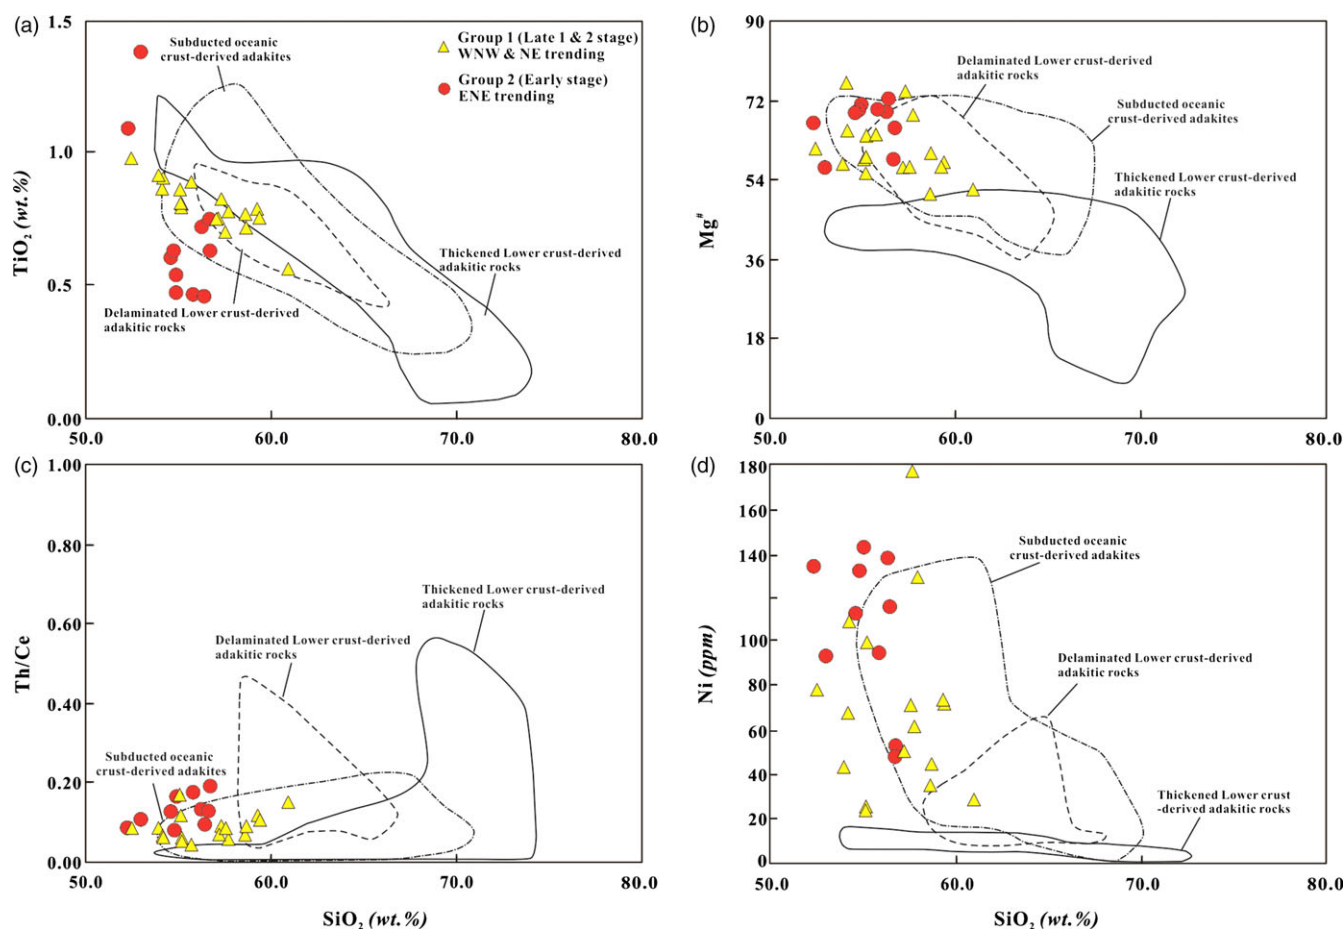 (a)
1.5
1.0
0.5
0.00
TiO2 (wt.%)
50.0
60.0
70.0
80.0
Subducted oceanic
crust-derived adakites
Group 1 (Late 1 & 2 stage)
WNW & NE trending
Group 2 (Early stage)
ENE trending
Thickened Lower crust-derived
adakitic rocks
Delaminated Lower crust-derived
adakitic rocks
(b)
90
72
54
36
18
0
Mg#
50.0
60.0
70.0
80.0
Delaminated Lower crust-derived
adakitic rocks
Subducted oceanic
crust-derived adakites
Thickened Lower crust-derived
adakitic rocks
(c)
1.00
0.80
0.60
0.40
0.20
0.00
Th/Ce
50.0
60.0
70.0
80.0
SiO2 (wt.%)
Thickened Lower crust-derived
adakitic rocks
Delaminated Lower crust-derived
adakitic rocks
Subducted oceanic
crust-derived adakites
(d)
180
160
140
120
100
80
60
40
20
0
Ni (ppm)
50.0
60.0
70.0
80.0
SiO2 (wt.%)
Subducted oceanic
crust-derived adakites
Delaminated Lower crust-derived
adakitic rocks
Thickened Lower crust
-derived adakitic rocks